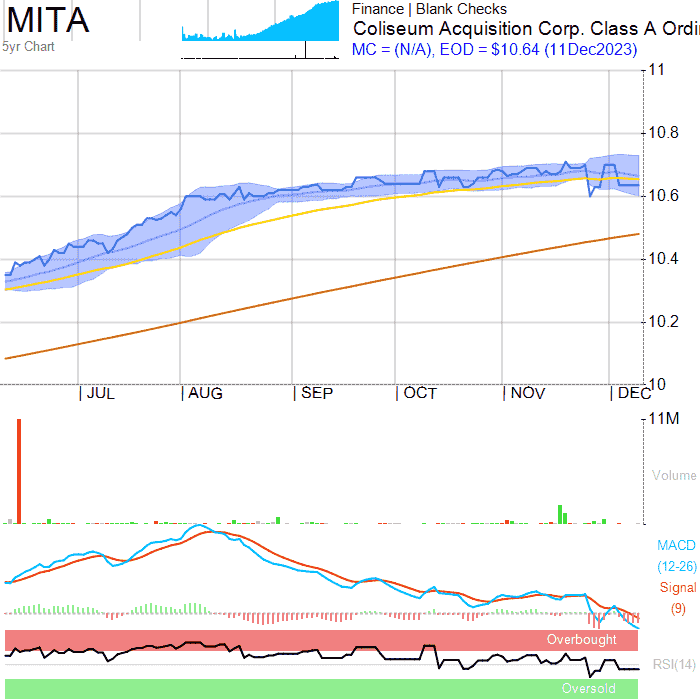 MITA
5yr Chart
Finance | Blank Checks
Coliseum Acquisition Corp. Class A Ordi
MC = (N/A), EOD = $10.64 (11Dec2023)
11
10.8
10.6
10.4
10.2
10
JUL AUG SEP OCT NOV DEC
11M
Volume
MACD
(12-26)
Signal
(9)
Overbought
RSI(14)
Oversold